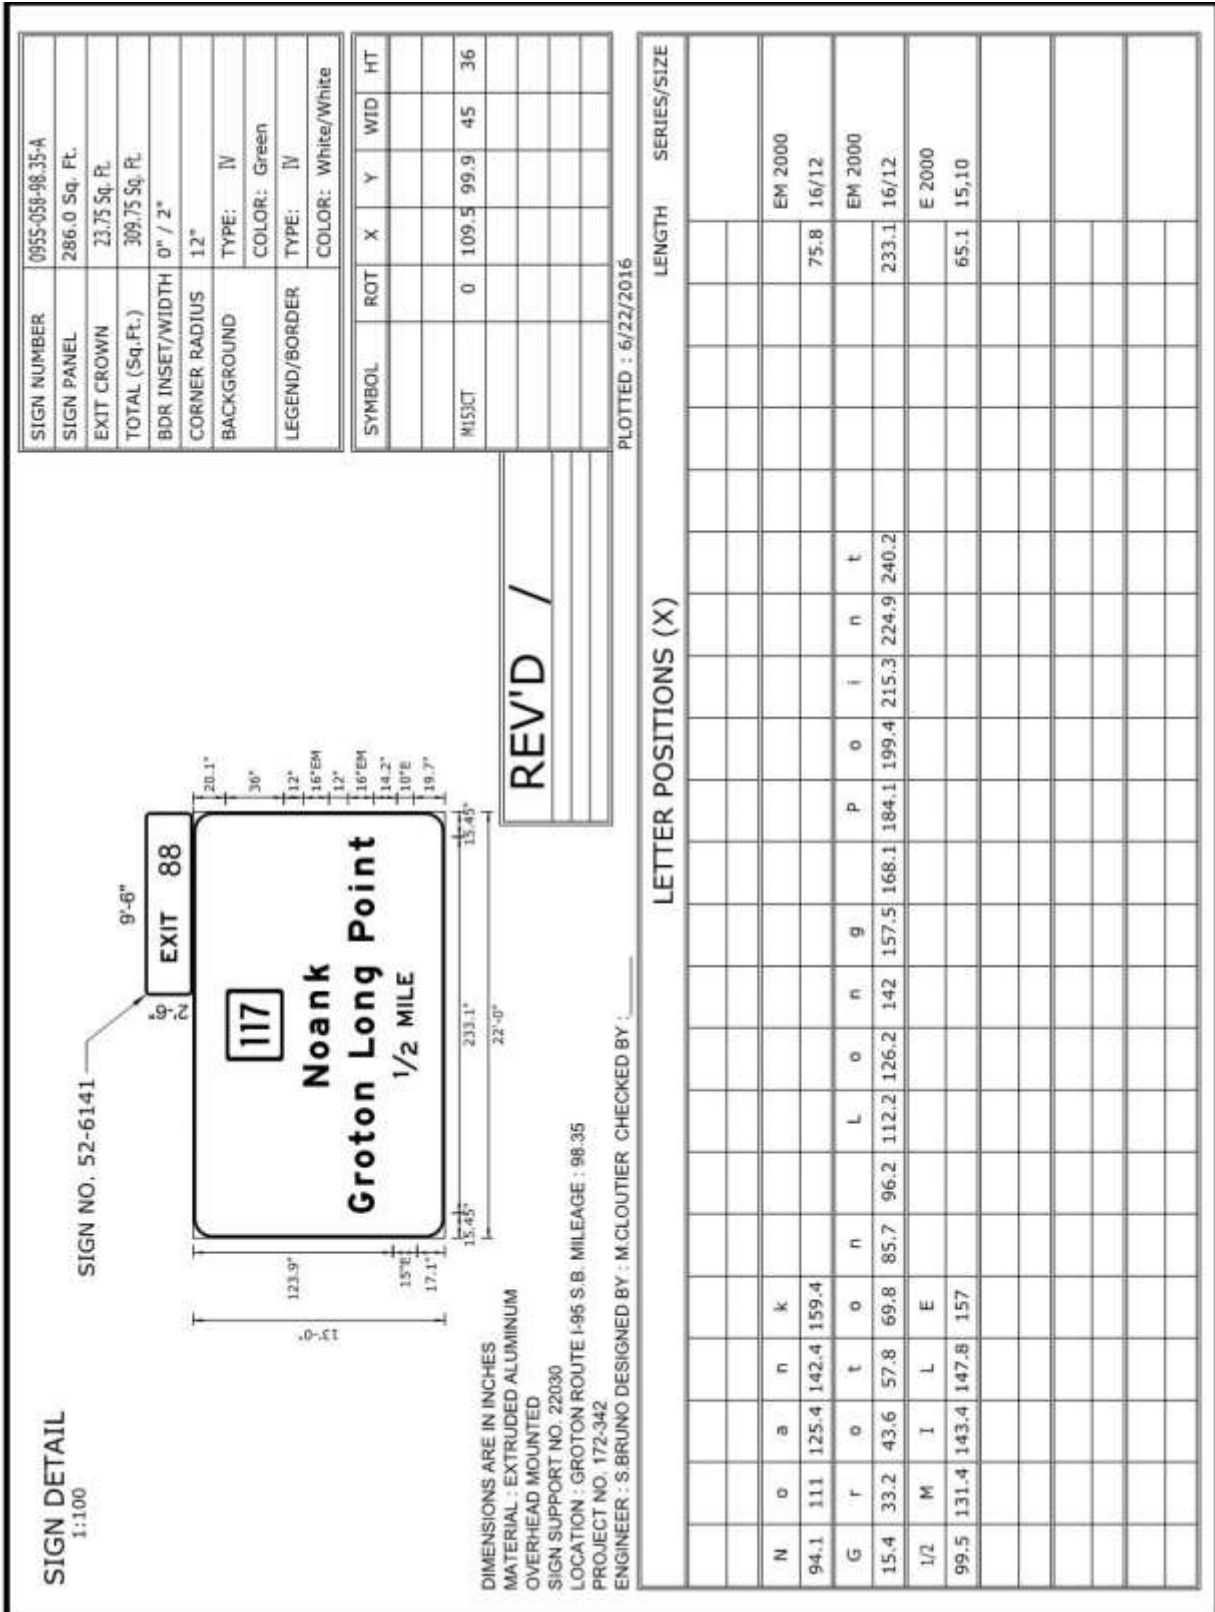 SIGN DETAIL
1:100
SIGN NO. 52-6141
9'-6"
2'-6"
EXIT 88
117
Noank
Groton Long Point
1/2 MILE
13'-0"
123.9"
15"E
17.1"
20.1"
36"
12"
16"EM
12"
16"EM
14.2"
10"E
19.7"
15.45" 233.1" 15.45"
22'-0"
DIMENSIONS ARE IN INCHES
MATERIAL : EXTRUDED ALUMINUM
OVERHEAD MOUNTED
SIGN SUPPORT NO. 22030
LOCATION : GROTON ROUTE I-95 S.B. MILEAGE : 98.35
PROJECT NO. 172-342
ENGINEER : S.BRUNO DESIGNED BY : M.CLOUTIER CHECKED BY :
REV'D /
SIGN NUMBER 0955-058-98.35-A
SIGN PANEL 286.0 Sq. Ft.
EXIT CROWN 23.75 Sq. Ft.
TOTAL (Sq.Ft.) 309.75 Sq. Ft.
BDR INSET/WIDTH 0" / 2"
CORNER RADIUS 12"
BACKGROUND TYPE: IV
COLOR: Green
LEGEND/BORDER TYPE: IV
COLOR: White/White
SYMBOL ROT X Y WID HT
M153CT 0 109.5 99.9 45 36
PLOTTED : 6/22/2016
LETTER POSITIONS (X) LENGTH SERIES/SIZE
N o a n k EM 2000
94.1 111 125.4 142.4 159.4 75.8 16/12
G r o t o n L o n g P o i n t EM 2000
15.4 33.2 43.6 57.8 69.8 85.7 96.2 112.2 126.2 142 157.5 168.1 184.1 199.4 215.3 224.9 240.2 233.1 16/12
1/2 M I L E E 2000
99.5 131.4 143.4 147.8 157 65.1 15,10